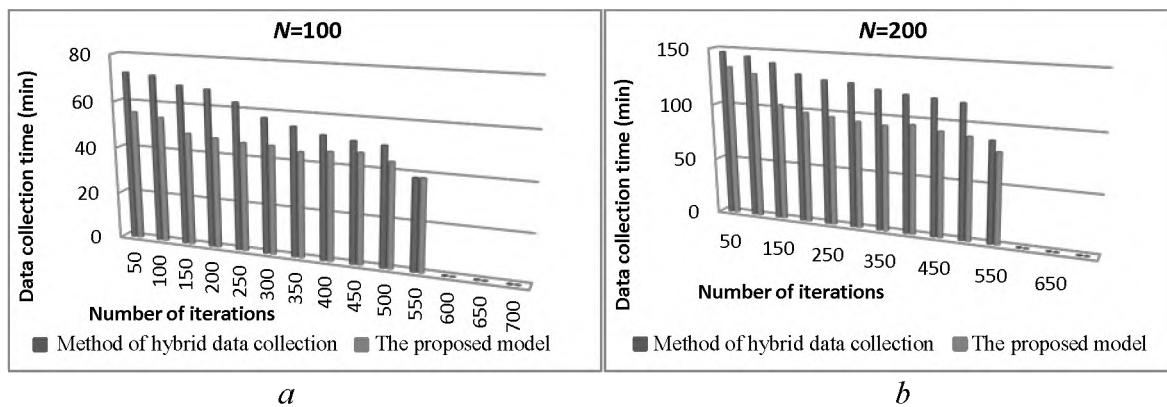 N=100
80
60
40
20
0
Data collection time (min)
50 100 150 200 250 300 350 400 450 500 550 600 650 700
Number of iterations
Method of hybrid data collection The proposed model
a
N=200
150
100
50
0
Data collection time (min)
50 150 250 350 450 550 650
Number of iterations
Method of hybrid data collection The proposed model
b